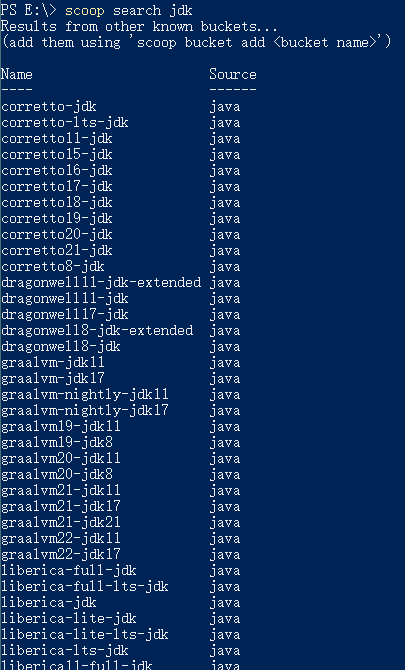 PS E:\> scoop search jdk
Results from other known buckets...
(add them using 'scoop bucket add <bucket name>')
Name Source
---- ------
corretto-jdk java
corretto-lts-jdk java
corretto11-jdk java
corretto15-jdk java
corretto16-jdk java
corretto17-jdk java
corretto18-jdk java
corretto19-jdk java
corretto20-jdk java
corretto21-jdk java
corretto8-jdk java
dragonwell11-jdk-extended java
dragonwell11-jdk java
dragonwell17-jdk java
dragonwell8-jdk-extended java
dragonwell8-jdk java
graalvm-jdk11 java
graalvm-jdk17 java
graalvm-nightly-jdk11 java
graalvm-nightly-jdk17 java
graalvm19-jdk11 java
graalvm19-jdk8 java
graalvm20-jdk11 java
graalvm20-jdk8 java
graalvm21-jdk11 java
graalvm21-jdk17 java
graalvm-jdk21 java
graalvm22-jdk11 java
graalvm22-jdk17 java
liberica-full-jdk java
liberica-full-lts-jdk java
liberica-jdk java
liberica-lite-jdk java
liberica-lite-lts-jdk java
liberica-lts-jdk java
liberica11-full-jdk java